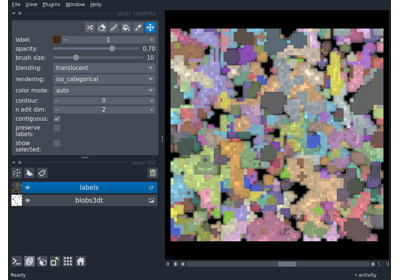 File View Plugins Window Help
layer controls
label: 1
opacity: 0.70
brush size: 10
blending: translucent
rendering: iso_categorical
color mode: auto
contour: 0
n edit dim: 2
contiguous:
preserve
labels:
show
selected:
layer list
labels
blobs3dt
Ready
activity